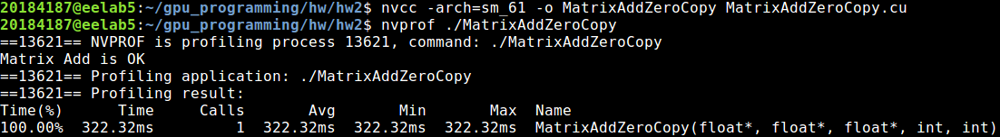 20184187@eelab5:~/gpu_programming/hw/hw2$ nvcc -arch=sm_61 -o MatrixAddZeroCopy MatrixAddZeroCopy.cu
20184187@eelab5:~/gpu_programming/hw/hw2$ nvprof ./MatrixAddZeroCopy
==13621== NVPROF is profiling process 13621, command: ./MatrixAddZeroCopy
Matrix Add is OK
==13621== Profiling application: ./MatrixAddZeroCopy
==13621== Profiling result:
Time(%)      Time     Calls       Avg       Min       Max  Name
100.00%  322.32ms         1  322.32ms  322.32ms  322.32ms  MatrixAddZeroCopy(float*, float*, float*, int, int)